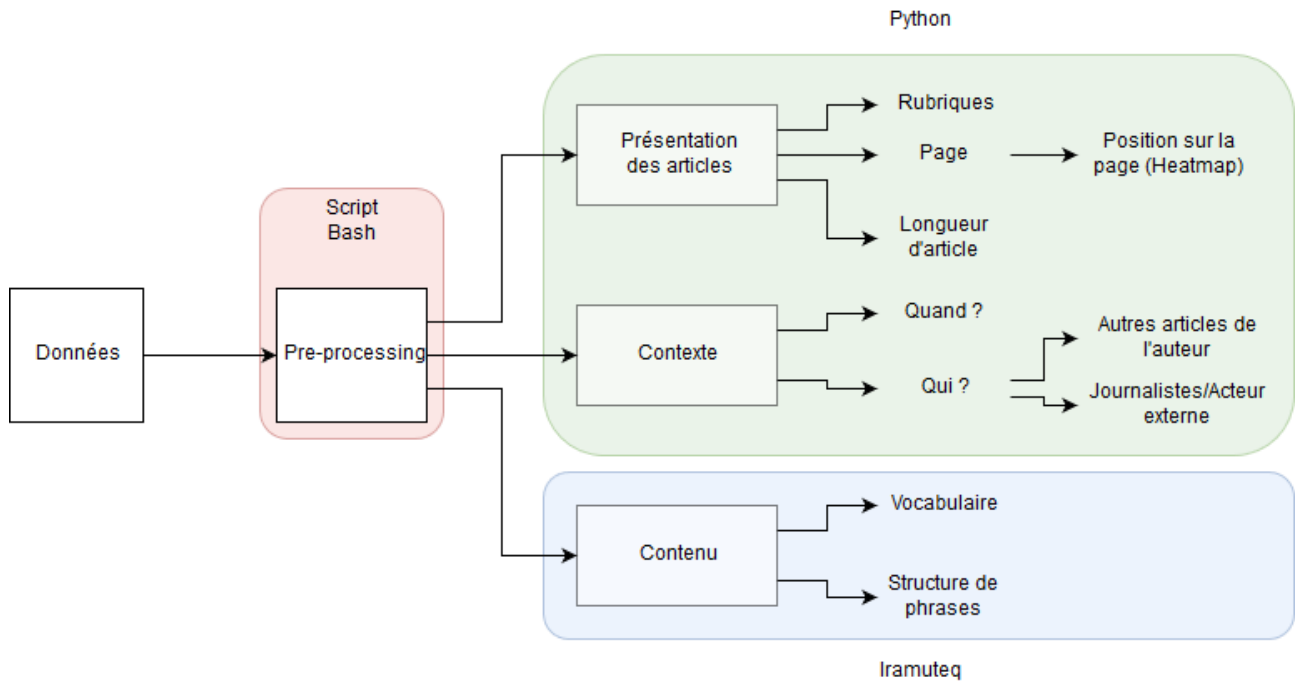 Python
Script
Bash
Données
Pre-processing
Présentation
des articles
Rubriques
Page
Position sur la
page (Heatmap)
Longueur
d'article
Contexte
Quand ?
Qui ?
Autres articles de
l'auteur
Journalistes/Acteur
externe
Contenu
Vocabulaire
Structure de
phrases
Iramuteq